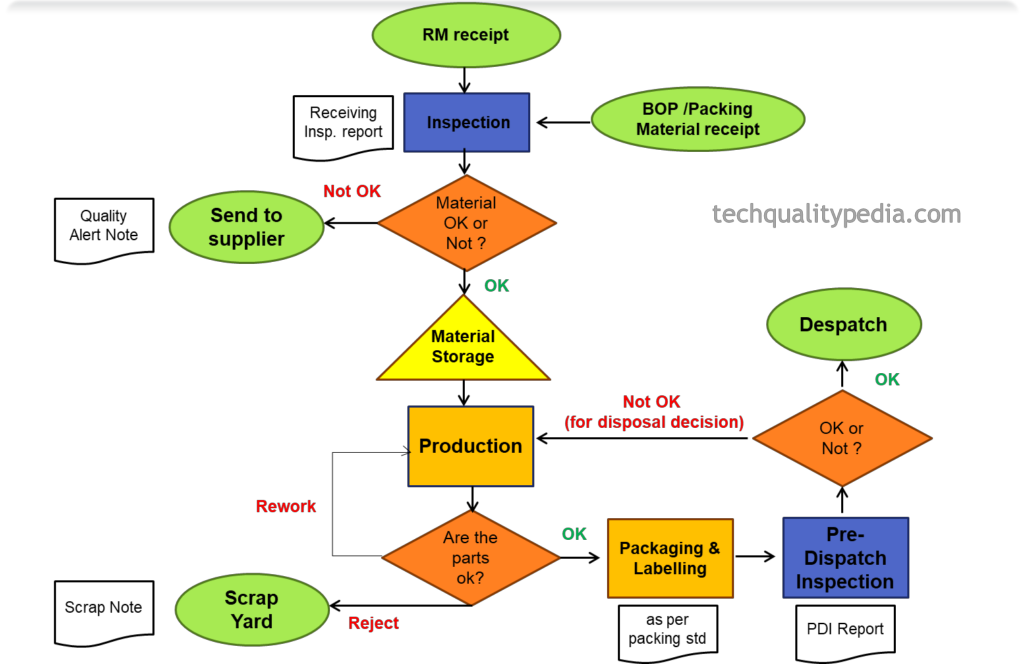 RM receipt
Receiving
Insp. report
Inspection
BOP /Packing
Material receipt
Not OK
Material
OK or
Not ?
Quality
Alert Note
Send to
supplier
techqualitypedia.com
OK
Material
Storage
Despatch
OK
Not OK
(for disposal decision)
OK or
Not ?
Production
Rework
Are the
parts
ok?
OK
Packaging &
Labelling
Pre-
Dispatch
Inspection
Scrap Note
Scrap
Yard
Reject
as per
packing std
PDI Report